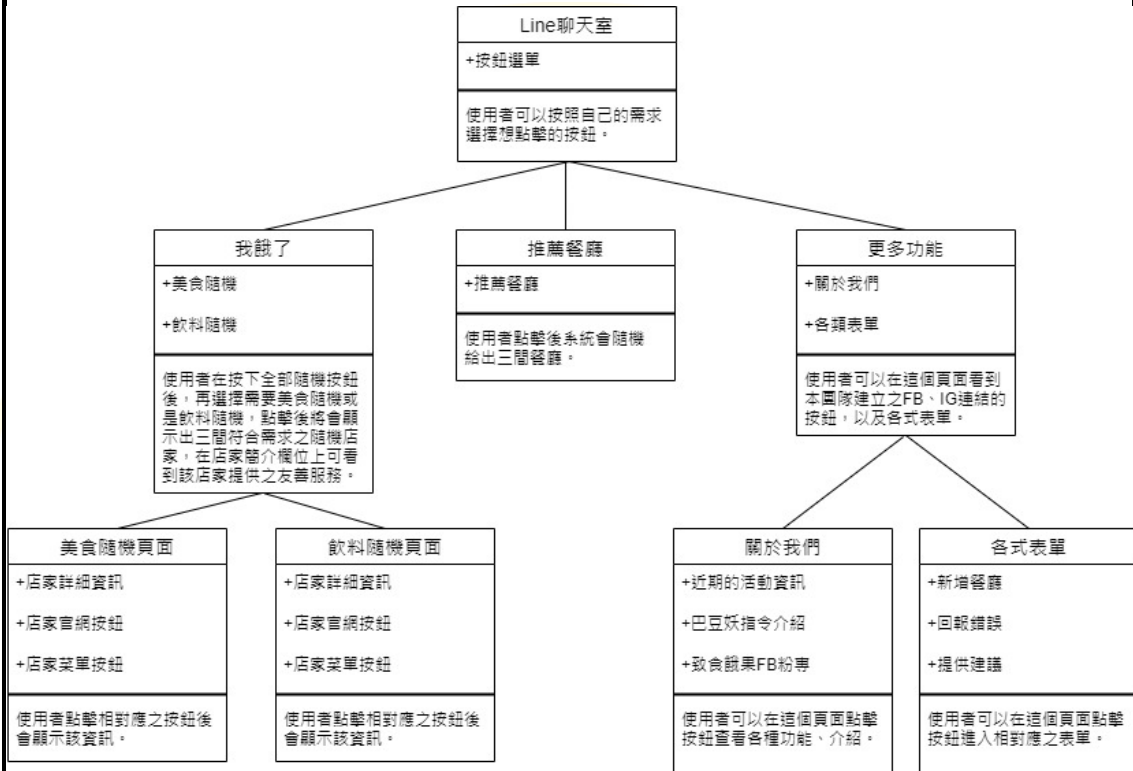 Line聊天室
+按鈕選單
使用者可以按照自己的需求
選擇想點擊的按鈕。
我餓了
+美食隨機
+飲料隨機
使用者在按下全部隨機按鈕
後，再選擇需要美食隨機或
是飲料隨機，點擊後將會顯
示出三間符合需求之隨機店
家，在店家簡介欄位上可看
到該店家提供之友善服務。
推薦餐廳
+推薦餐廳
使用者點擊後系統會隨機
給出三間餐廳。
更多功能
+關於我們
+各類表單
使用者可以在這個頁面看到
本團隊建立之FB、IG連結的
按鈕，以及各式表單。
美食隨機頁面
+店家詳細資訊
+店家官網按鈕
+店家菜單按鈕
使用者點擊相對應之按鈕後
會顯示該資訊。
飲料隨機頁面
+店家詳細資訊
+店家官網按鈕
+店家菜單按鈕
使用者點擊相對應之按鈕後
會顯示該資訊。
關於我們
+近期的活動資訊
+巴豆妖指令介紹
+致食餓果FB粉專
使用者可以在這個頁面點擊
按鈕查看各種功能、介紹。
各式表單
+新增餐廳
+回報錯誤
+提供建議
使用者可以在這個頁面點擊
按鈕進入相對應之表單。